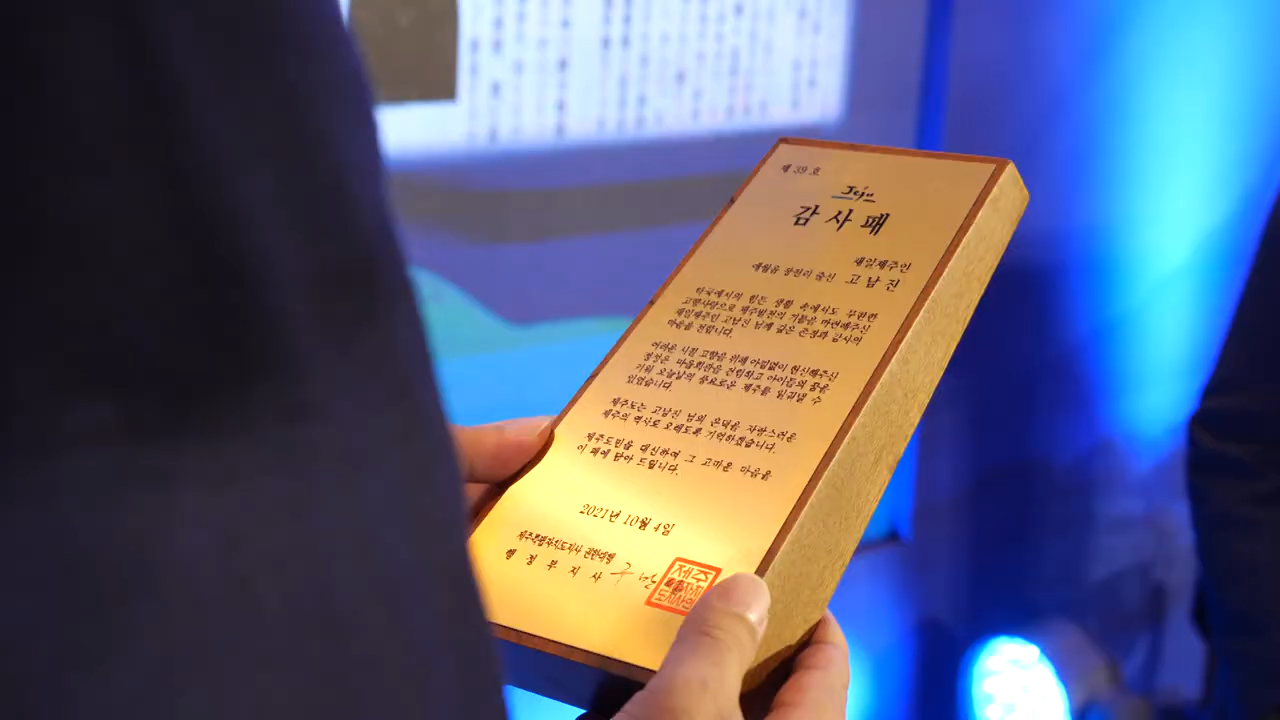 제 39 호
Jeju
감사패
재일제주인
애월읍 광령리 출신 고남진
타국에서의 힘든 생활 속에서도 무한한
고향사랑으로 제주발전의 기틀을 마련해주신
재일제주인 고남진 님께 깊은 존경과 감사의
마음을 전합니다.
어려운 시절 고향을 위해 아낌없이 헌신해주신
정성은 마을회관을 건립하고 아이들의 꿈을
키워 오늘날의 풍요로운 제주를 일궈낼 수
있었습니다.
제주도는 고남진 님의 은덕을 자랑스러운
제주의 역사로 오래도록 기억하겠습니다.
제주도민을 대신하여 그 고마운 마음을
이 패에 담아 드립니다.
2021년 10월 4일
제주특별자치도지사 권한대행
행정부지사
제주